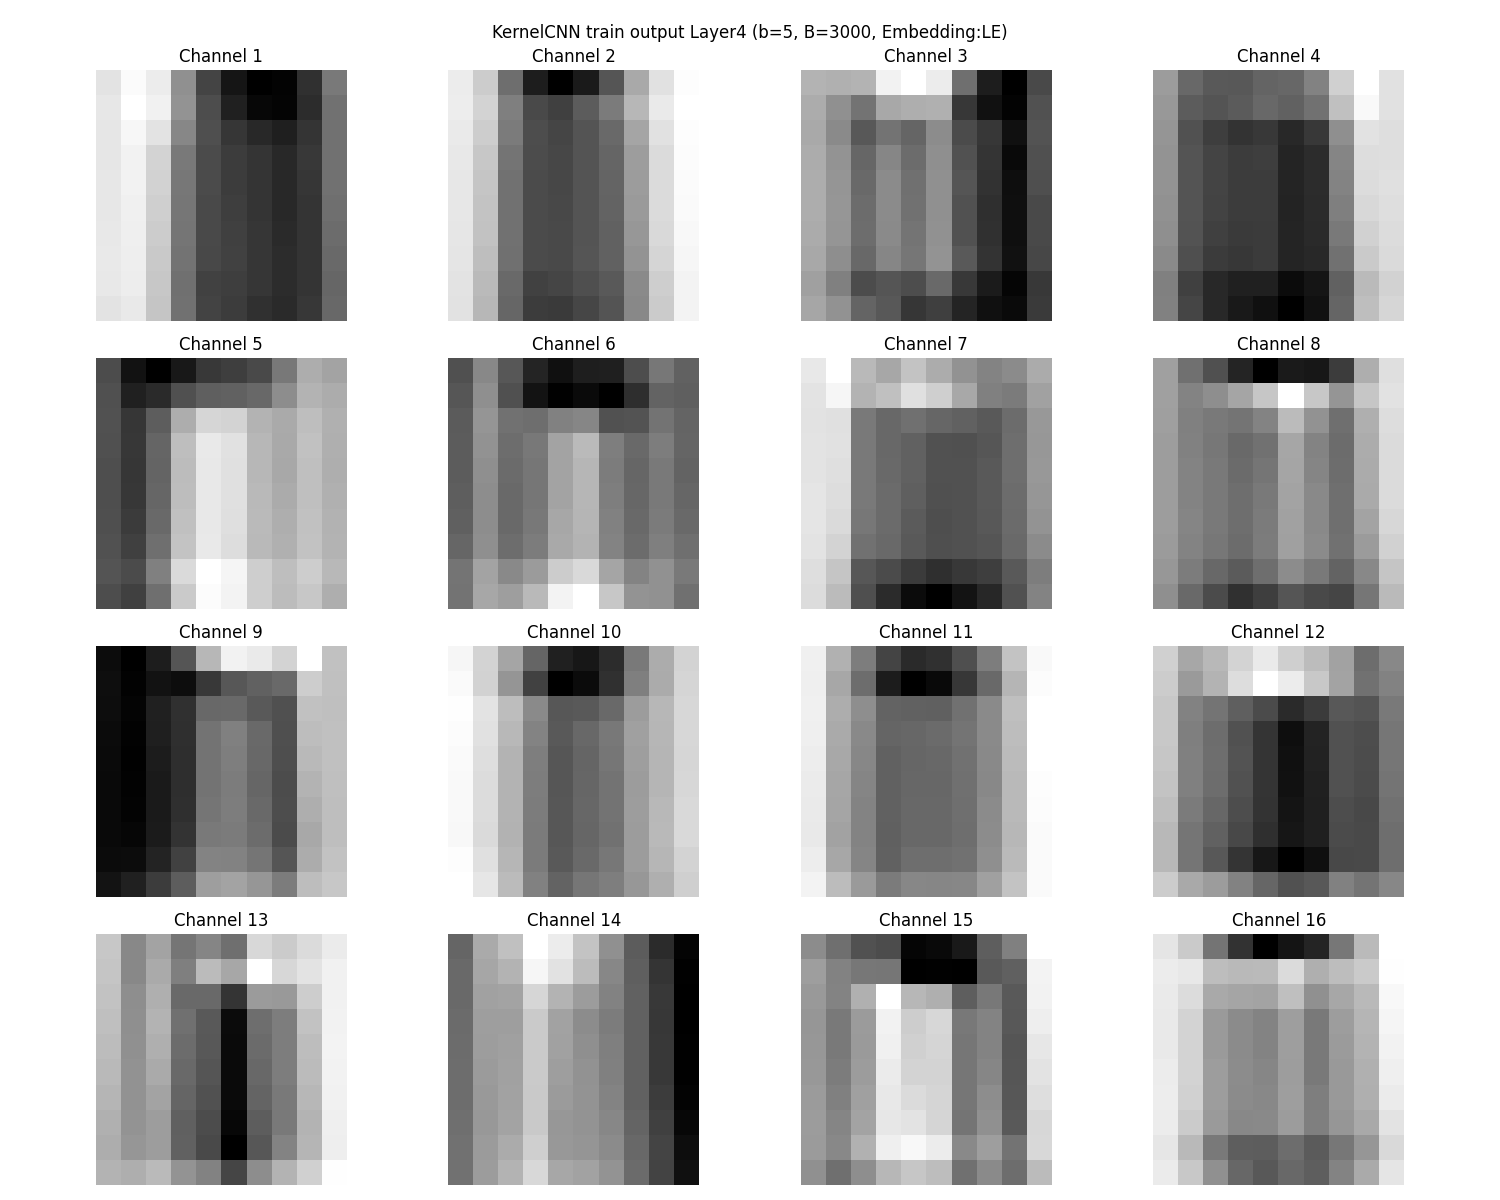 KernelCNN train output Layer4 (b=5, B=3000, Embedding:LE)
Channel 1
Channel 2
Channel 3
Channel 4
Channel 5
Channel 6
Channel 7
Channel 8
Channel 9
Channel 10
Channel 11
Channel 12
Channel 13
Channel 14
Channel 15
Channel 16